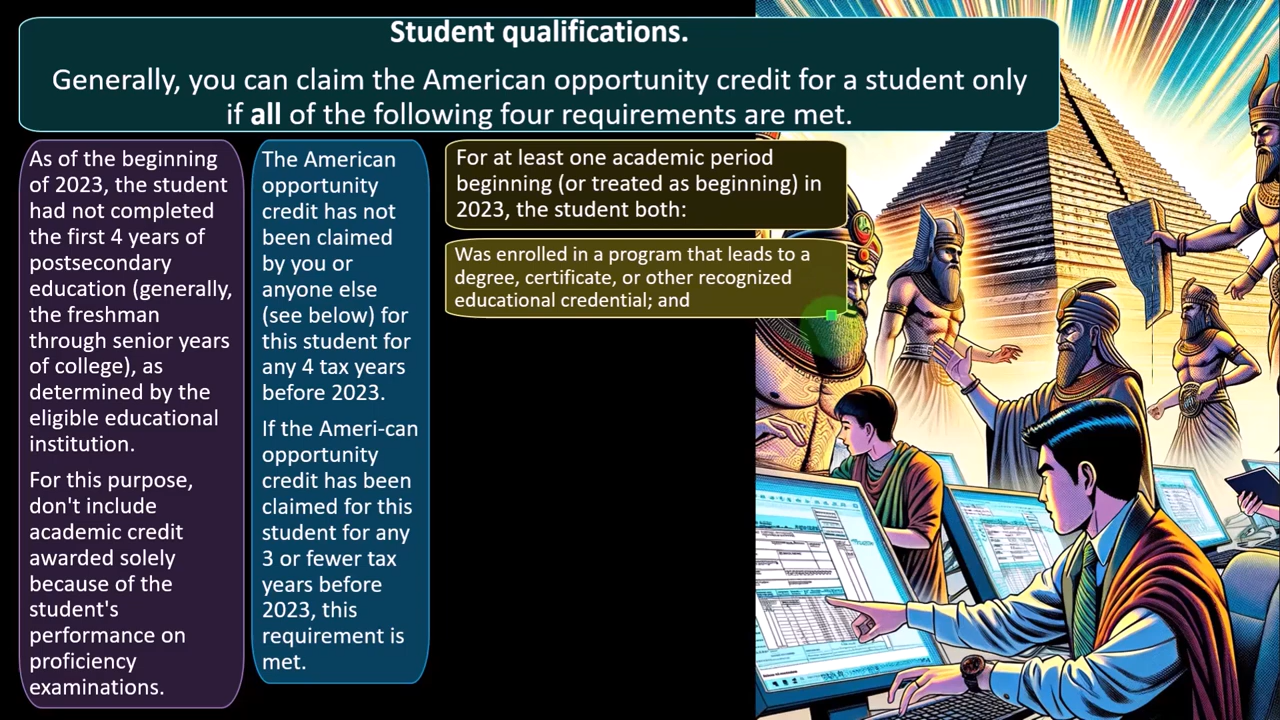 Student qualifications.
Generally, you can claim the American opportunity credit for a student only
if all of the following four requirements are met.
As of the beginning
of 2023, the student
had not completed
the first 4 years of
postsecondary
education (generally,
the freshman
through senior years
of college), as
determined by the
eligible educational
institution.
For this purpose,
don't include
academic credit
awarded solely
because of the
student's
performance on
proficiency
examinations.
The American
opportunity
credit has not
been claimed
by you or
anyone else
(see below) for
this student for
any 4 tax years
before 2023.
If the Ameri-can
opportunity
credit has been
claimed for this
student for any
3 or fewer tax
years before
2023, this
requirement is
met.
For at least one academic period
beginning (or treated as beginning) in
2023, the student both:
Was enrolled in a program that leads to a
degree, certificate, or other recognized
educational credential; and